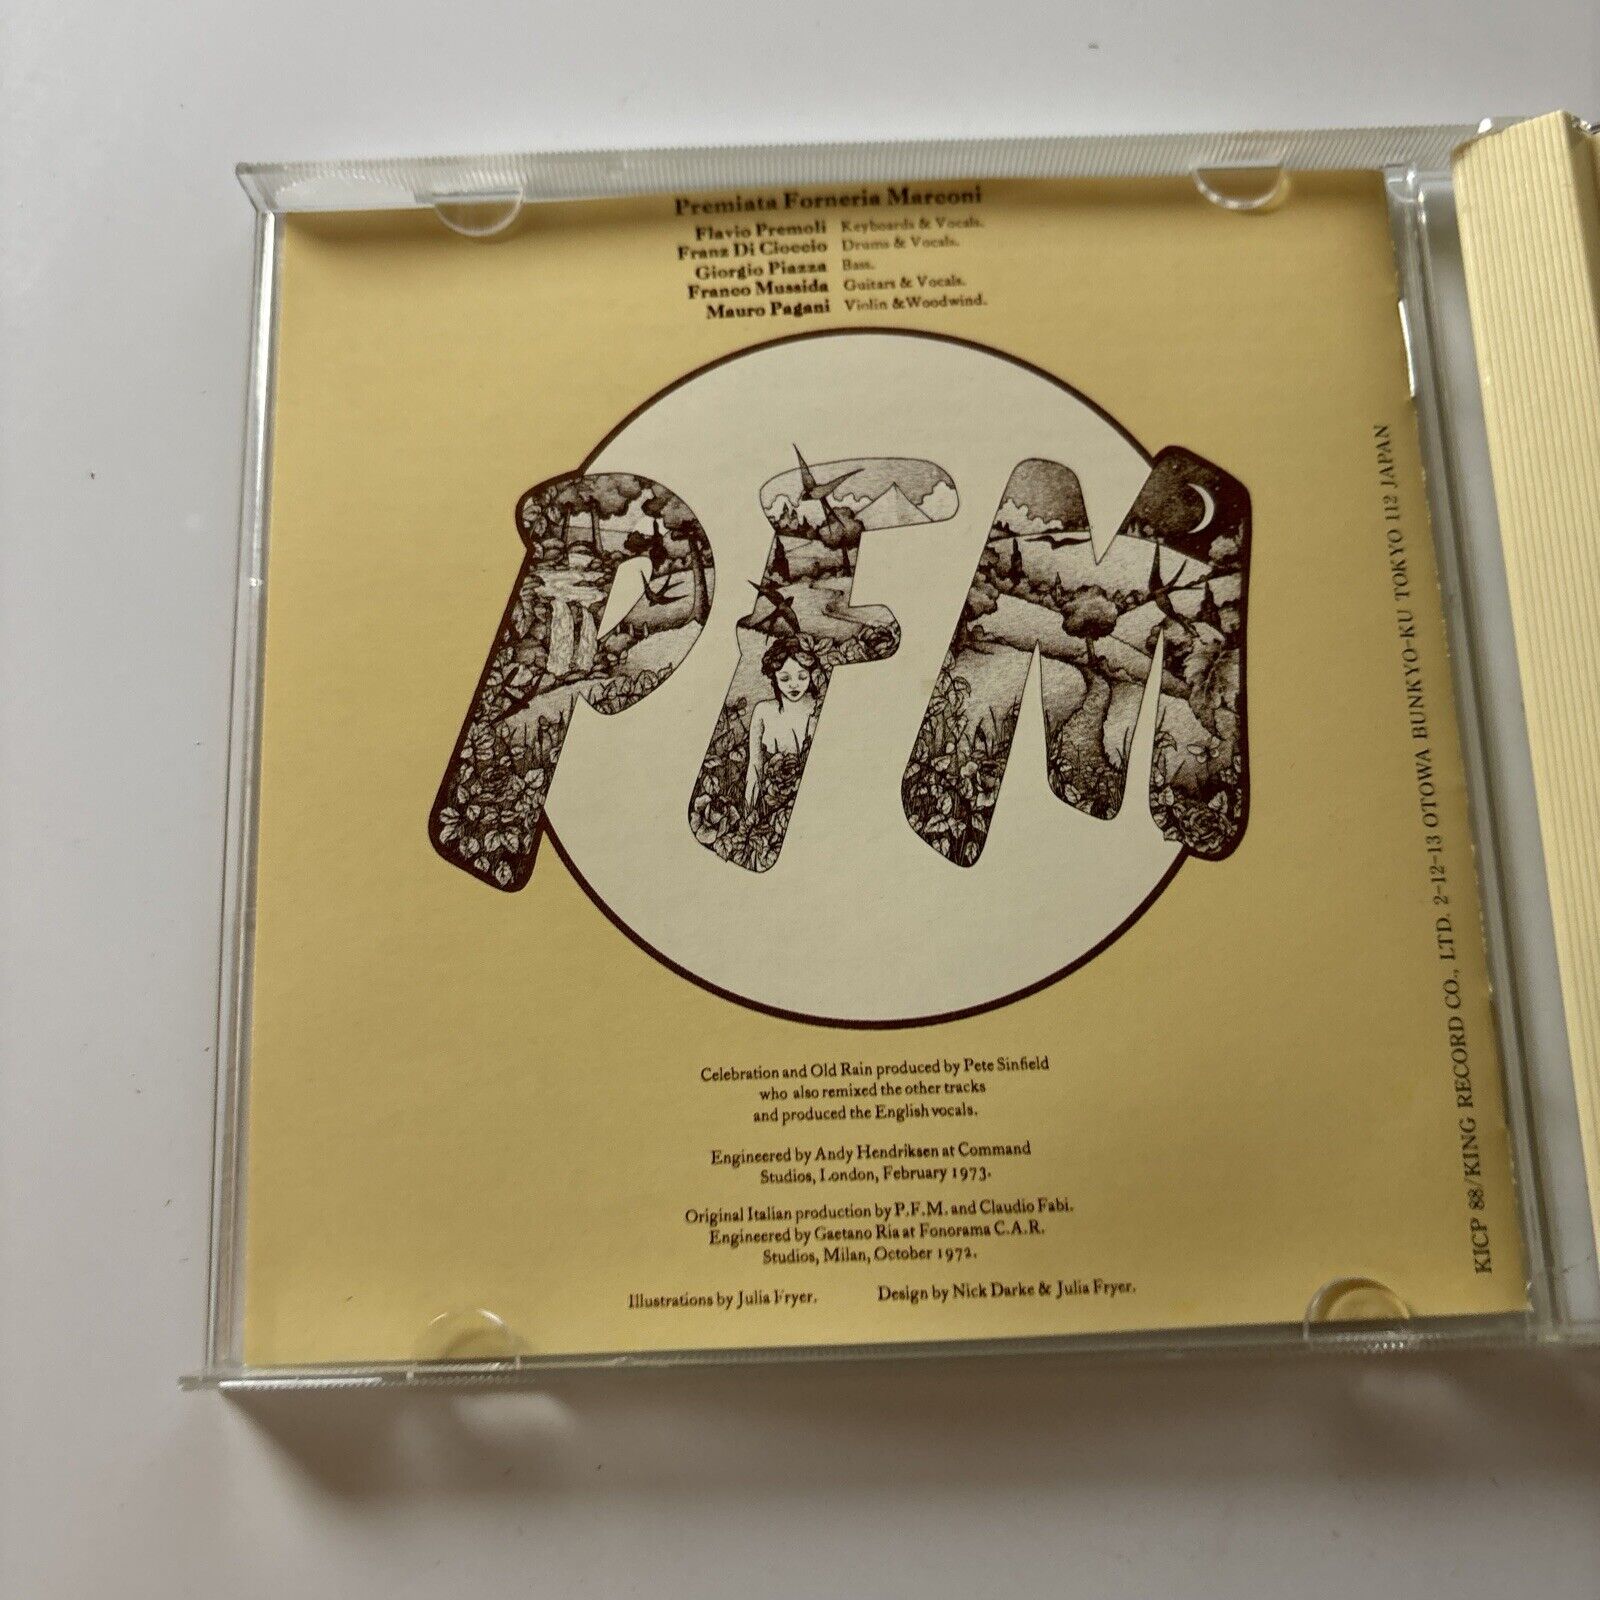 Premiata Forneria Marconi
Flavio Premoli Keyboards & Vocals.
Franz Di Cioccio Drums & Vocals.
Giorgio Piazza Bass.
Franco Mussida Guitars & Vocals.
Mauro Pagani Violin & Woodwind.
PFM
Celebration and Old Rain produced by Pete Sinfield
who also remixed the other tracks
and produced the English vocals.
Engineered by Andy Hendriksen at Command
Studios, London, February 1973.
Original Italian production by P.F.M. and Claudio Fabi.
Engineered by Gaetano Ria at Fonorama C.A.R.
Studios, Milan, October 1972.
Illustrations by Julia Fryer. Design by Nick Darke & Julia Fryer.
KICP 88/KING RECORD CO., LTD. 2-12-13 OTOWA BUNKYO-KU TOKYO 112 JAPAN